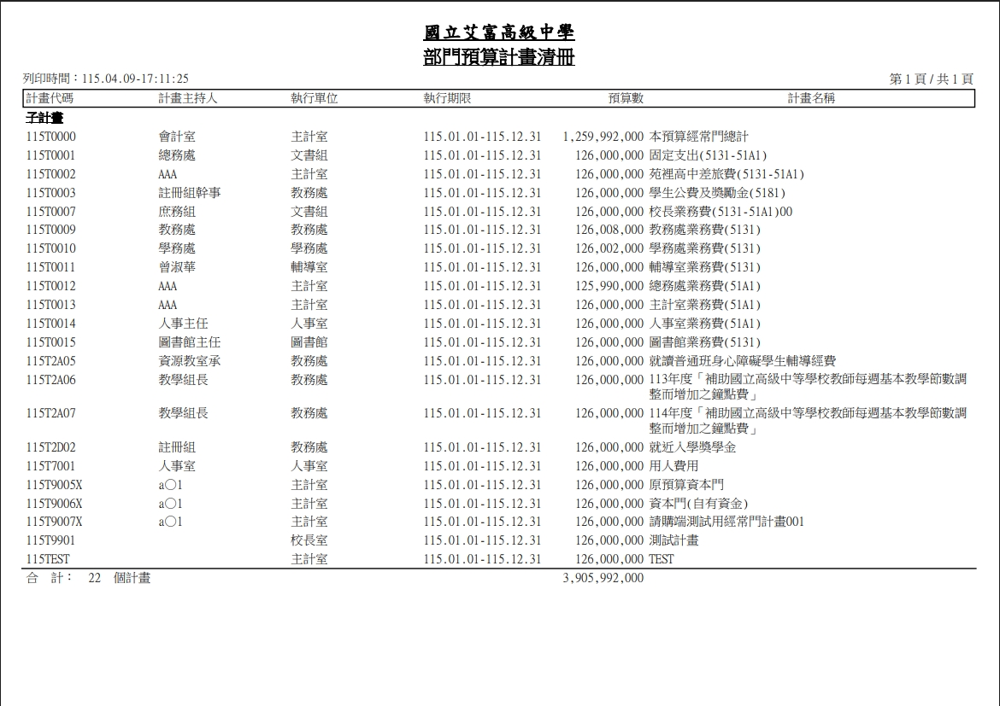 國立艾富高級中學
部門預算計畫清冊
列印時間：115.04.09-17:11:25 第 1 頁 / 共 1 頁
計畫代碼 計畫主持人 執行單位 執行期限 預算數 計畫名稱
子計畫
115T0000 會計室 主計室 115.01.01-115.12.31 1,259,992,000 本預算經常門總計
115T0001 總務處 文書組 115.01.01-115.12.31 126,000,000 固定支出(5131-51A1)
115T0002 AAA 主計室 115.01.01-115.12.31 126,000,000 苑裡高中差旅費(5131-51A1)
115T0003 註冊組幹事 教務處 115.01.01-115.12.31 126,000,000 學生公費及獎勵金(5181)
115T0007 庶務組 文書組 115.01.01-115.12.31 126,000,000 校長業務費(5131-51A1)00
115T0009 教務處 教務處 115.01.01-115.12.31 126,008,000 教務處業務費(5131)
115T0010 學務處 學務處 115.01.01-115.12.31 126,002,000 學務處業務費(5131)
115T0011 曾淑華 輔導室 115.01.01-115.12.31 126,000,000 輔導室業務費(5131)
115T0012 AAA 主計室 115.01.01-115.12.31 125,990,000 總務處業務費(51A1)
115T0013 AAA 主計室 115.01.01-115.12.31 126,000,000 主計室業務費(51A1)
115T0014 人事主任 人事室 115.01.01-115.12.31 126,000,000 人事室業務費(51A1)
115T0015 圖書館主任 圖書館 115.01.01-115.12.31 126,000,000 圖書館業務費(5131)
115T2A05 資源教室承 教務處 115.01.01-115.12.31 126,000,000 就讀普通班身心障礙學生輔導經費
115T2A06 教學組長 教務處 115.01.01-115.12.31 126,000,000 113年度「補助國立高級中等學校教師每週基本教學節數調
整而增加之鐘點費」
115T2A07 教學組長 教務處 115.01.01-115.12.31 126,000,000 114年度「補助國立高級中等學校教師每週基本教學節數調
整而增加之鐘點費」
115T2D02 註冊組 教務處 115.01.01-115.12.31 126,000,000 就近入學獎學金
115T7001 人事室 人事室 115.01.01-115.12.31 126,000,000 用人費用
115T9005X a○1 主計室 115.01.01-115.12.31 126,000,000 原預算資本門
115T9006X a○1 主計室 115.01.01-115.12.31 126,000,000 資本門(自有資金)
115T9007X a○1 主計室 115.01.01-115.12.31 126,000,000 請購端測試用經常門計畫001
115T9901 校長室 115.01.01-115.12.31 126,000,000 測試計畫
115TEST 主計室 115.01.01-115.12.31 126,000,000 TEST
合 計： 22 個計畫 3,905,992,000